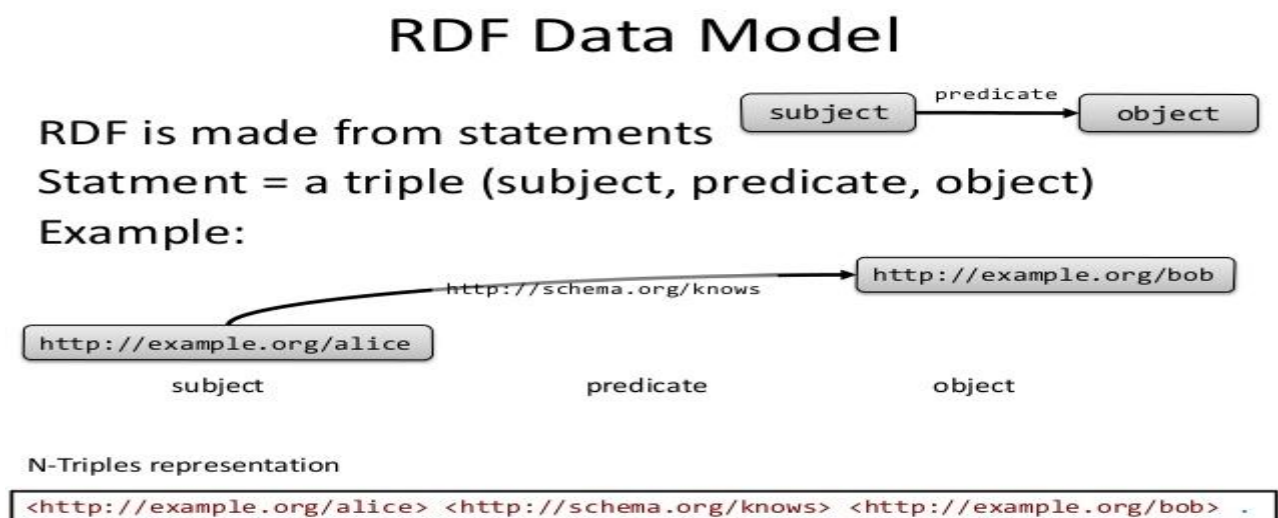 RDF Data Model
RDF is made from statements
subject
predicate
object
Statment = a triple (subject, predicate, object)
Example:
http://schema.org/knows
http://example.org/bob
http://example.org/alice
subject
predicate
object
N-Triples representation
<http://example.org/alice> <http://schema.org/knows> <http://example.org/bob> .